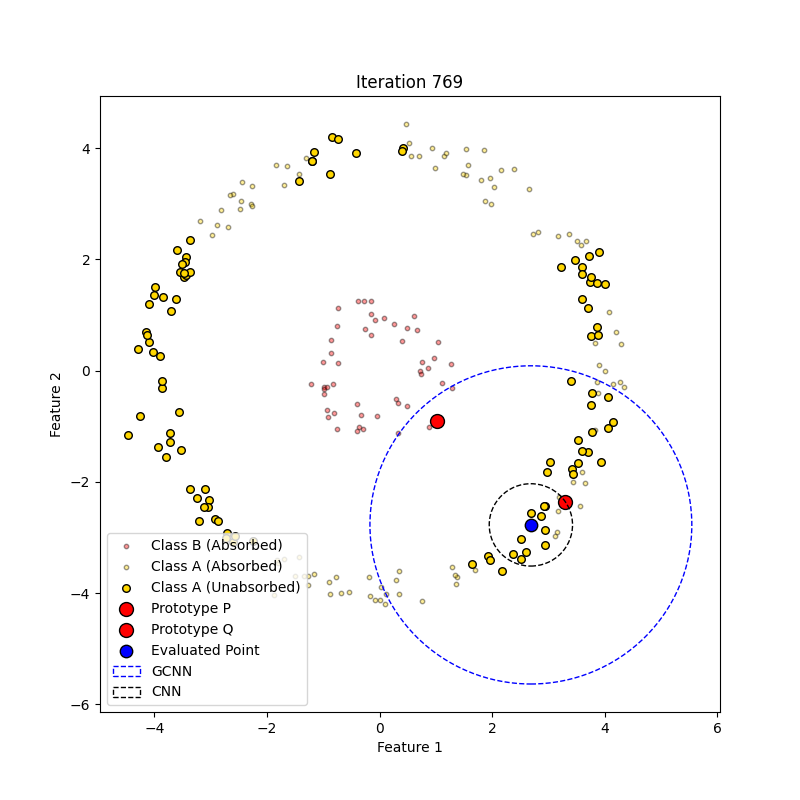 Iteration 769
Feature 2
4
2
0
−2
−4
−6
Class B (Absorbed)
Class A (Absorbed)
Class A (Unabsorbed)
Prototype P
Prototype Q
Evaluated Point
GCNN
CNN
−4
−2
0
2
4
6
Feature 1